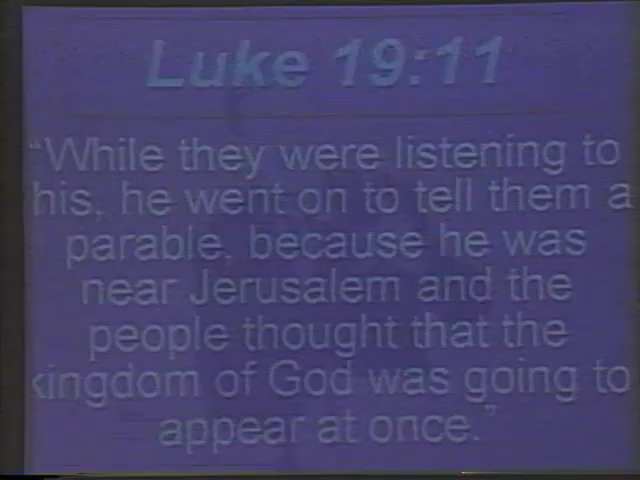 Luke 19:11
"While they were listening to
his, he went on to tell them a
parable, because he was
near Jerusalem and the
people thought that the
kingdom of God was going to
appear at once."